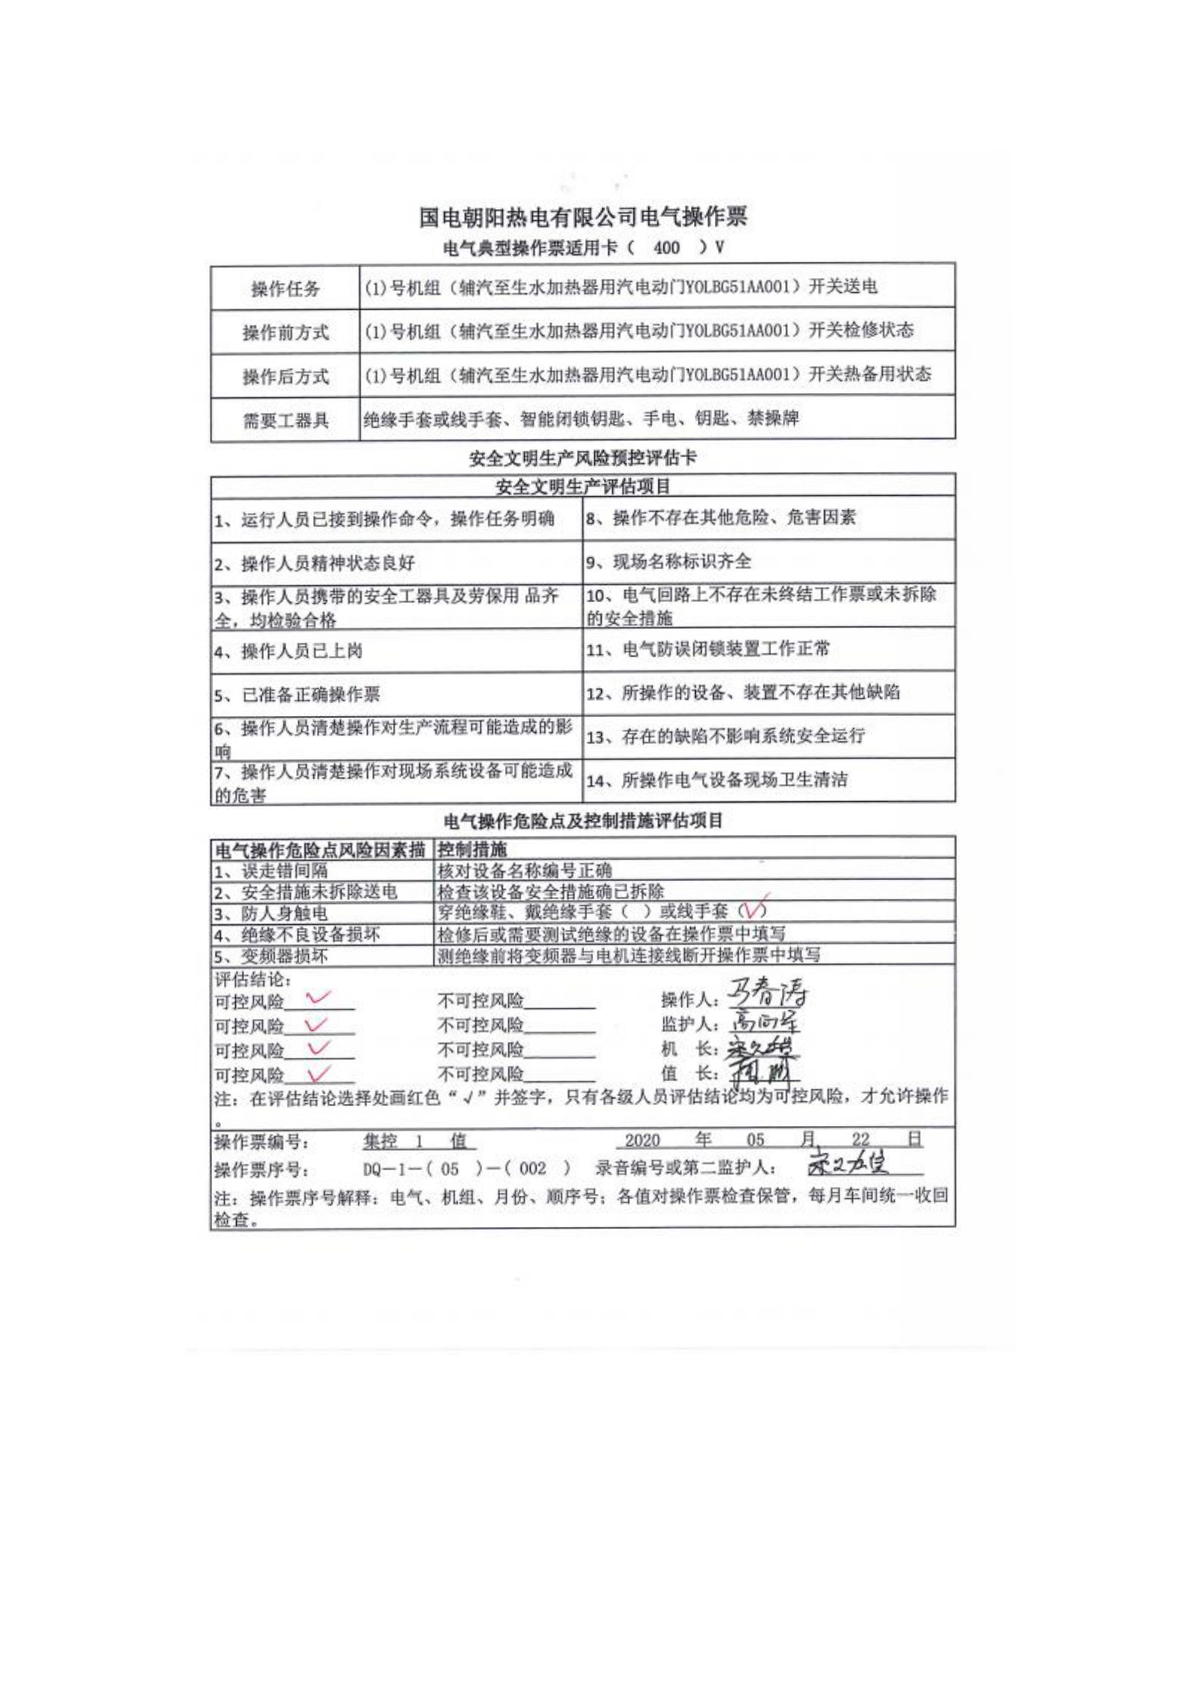 国电朝阳热电有限公司电气操作票
电气典型操作票适用卡（ 400 ）V
操作任务 (1)号机组（辅汽至生水加热器用汽电动门YOLBG51AA001）开关送电
操作前方式 (1)号机组（辅汽至生水加热器用汽电动门YOLBG51AA001）开关检修状态
操作后方式 (1)号机组（辅汽至生水加热器用汽电动门YOLBG51AA001）开关热备用状态
需要工器具 绝缘手套或线手套、智能闭锁钥匙、手电、钥匙、禁操牌
安全文明生产风险预控评估卡
安全文明生产评估项目
1、运行人员已接到操作命令，操作任务明确 8、操作不存在其他危险、危害因素
2、操作人员精神状态良好 9、现场名称标识齐全
3、操作人员携带的安全工器具及劳保用 品齐
全，均检验合格
10、电气回路上不存在未终结工作票或未拆除
的安全措施
4、操作人员已上岗 11、电气防误闭锁装置工作正常
5、已准备正确操作票 12、所操作的设备、装置不存在其他缺陷
6、操作人员清楚操作对生产流程可能造成的影
响
13、存在的缺陷不影响系统安全运行
7、操作人员清楚操作对现场系统设备可能造成
的危害
14、所操作电气设备现场卫生清洁
电气操作危险点及控制措施评估项目
电气操作危险点风险因素描 控制措施
1、误走错间隔 核对设备名称编号正确
2、安全措施未拆除送电 检查该设备安全措施确已拆除
3、防人身触电 穿绝缘鞋、戴绝缘手套（ ）或线手套（√）
4、绝缘不良设备损坏 检修后或需要测试绝缘的设备在操作票中填写
5、变频器损坏 测绝缘前将变频器与电机连接线断开操作票中填写
评估结论：
可控风险 √ 不可控风险 操作人：马春涛
可控风险 √ 不可控风险 监护人：
可控风险 √ 不可控风险 机 长：
可控风险 √ 不可控风险 值 长：
注：在评估结论选择处画红色“√”并签字，只有各级人员评估结论均为可控风险，才允许操作
。
操作票编号： 集控 1 值 2020 年 05 月 22 日
操作票序号： DQ－1－（ 05 ）－（ 002 ） 录音编号或第二监护人：
注：操作票序号解释：电气、机组、月份、顺序号；各值对操作票检查保管，每月车间统一收回
检查。